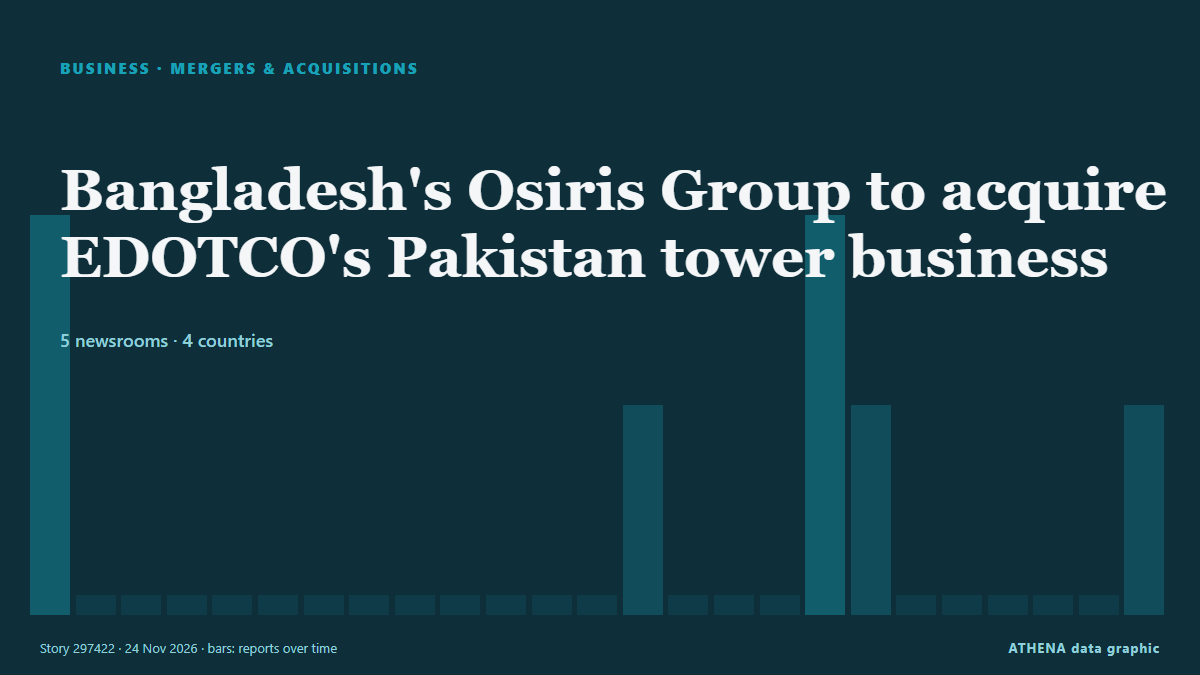 BUSINESS · MERGERS & ACQUISITIONS
Bangladesh's Osiris Group to acquire
EDOTCO's Pakistan tower business
5 newsrooms · 4 countries
Story 297422 · 24 Nov 2026 · bars: reports over time
ATHENA data graphic